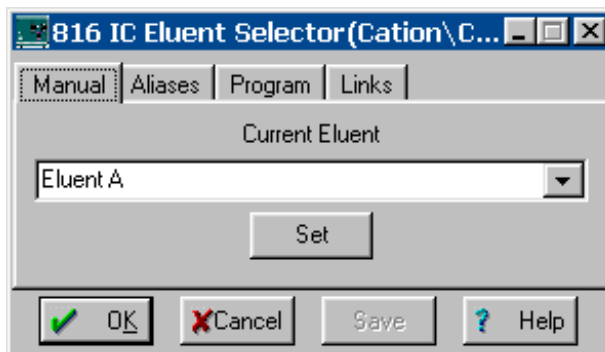 816 IC Eluent Selector(Cation\C...
Manual Aliases Program Links
Current Eluent
Eluent A
Set
OK Cancel Save ? Help